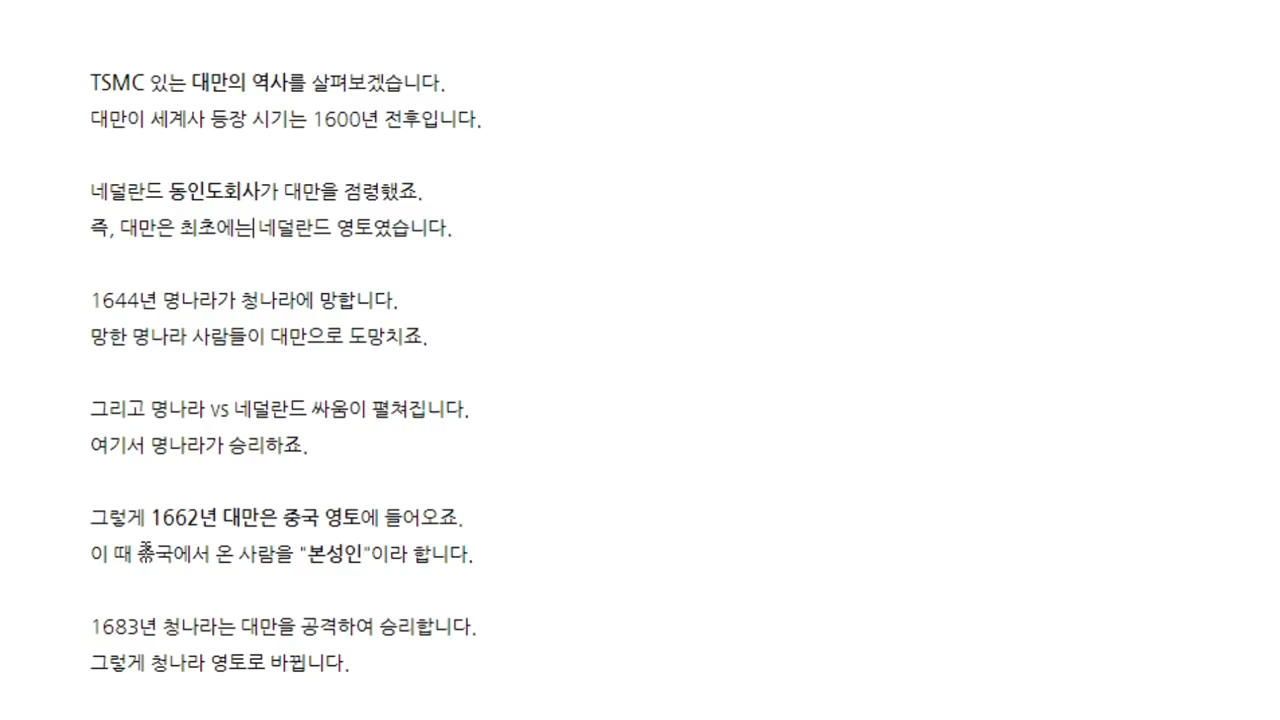 TSMC 있는 대만의 역사를 살펴보겠습니다.
대만이 세계사 등장 시기는 1600년 전후입니다.
네덜란드 동인도회사가 대만을 점령했죠.
즉, 대만은 최초에는 네덜란드 영토였습니다.
1644년 명나라가 청나라에 망합니다.
망한 명나라 사람들이 대만으로 도망치죠.
그리고 명나라 vs 네덜란드 싸움이 펼쳐집니다.
여기서 명나라가 승리하죠.
그렇게 1662년 대만은 중국 영토에 들어오죠.
이 때 중국에서 온 사람을 "본성인"이라 합니다.
1683년 청나라는 대만을 공격하여 승리합니다.
그렇게 청나라 영토로 바뀝니다.